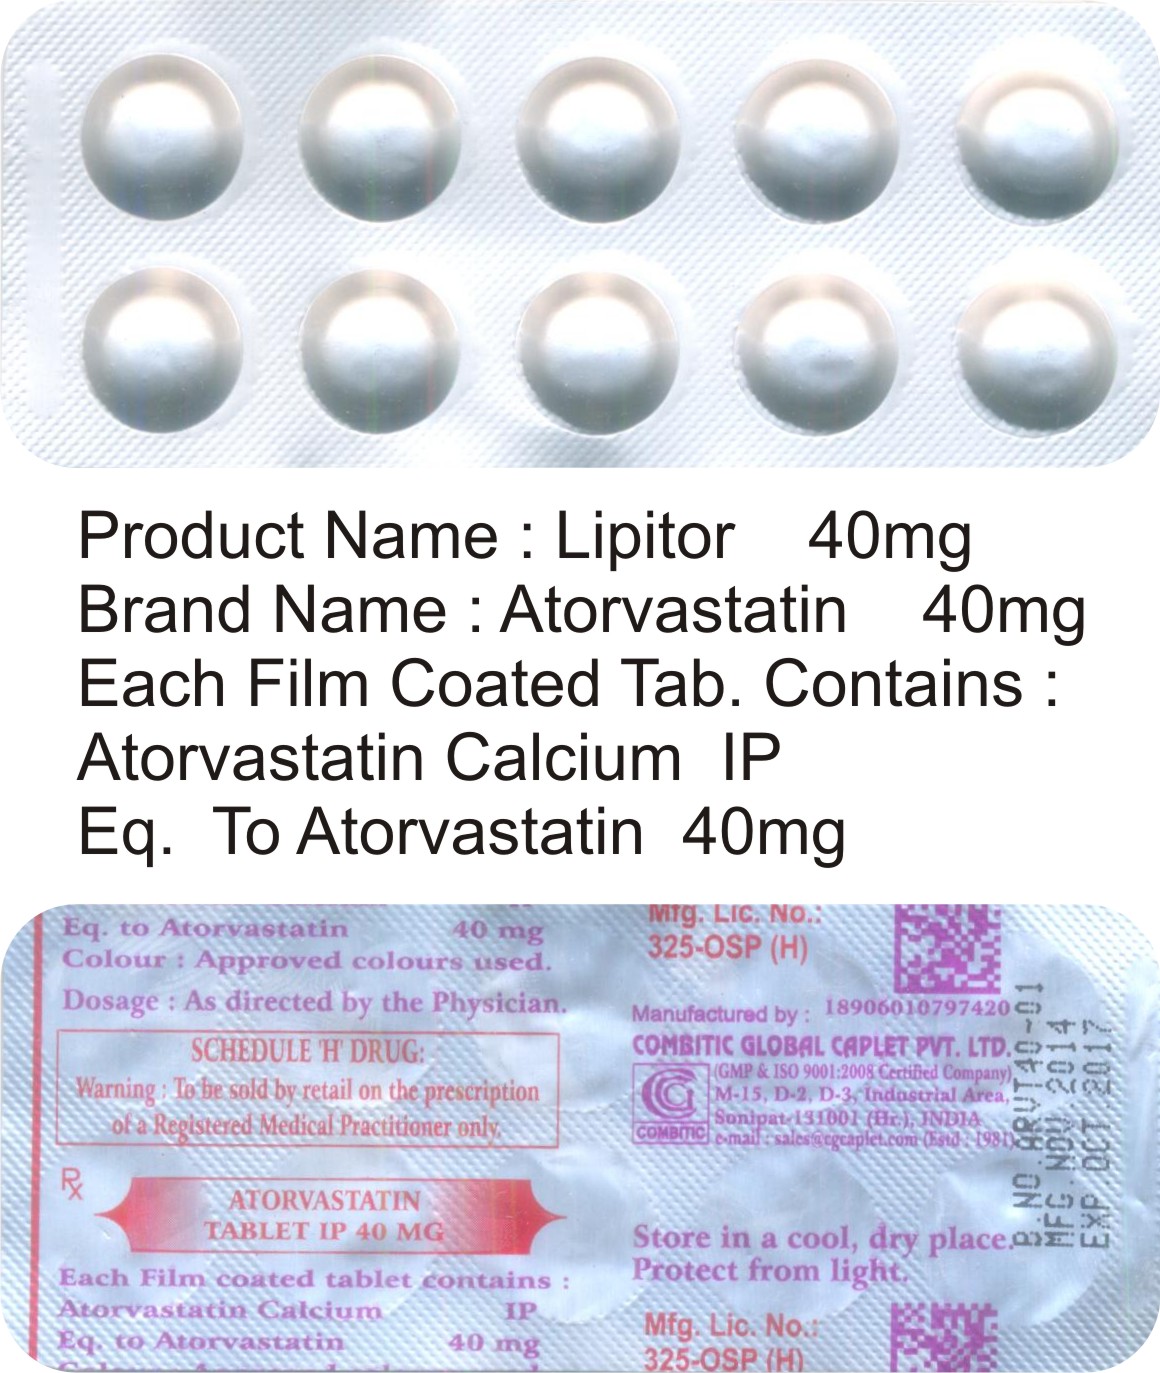 Product Name : Lipitor 40mg
Brand Name : Atorvastatin 40mg
Each Film Coated Tab. Contains :
Atorvastatin Calcium IP
Eq. To Atorvastatin 40mg
Eq. to Atorvastatin 40 mg
Colour : Approved colours used.
Dosage : As directed by the Physician.
SCHEDULE 'H' DRUG:
Warning : To be sold by retail on the prescription
of a Registered Medical Practitioner only.
Rx
ATORVASTATIN
TABLET IP 40 MG
Each Film coated tablet contains :
Atorvastatin Calcium IP
Eq. to Atorvastatin 40 mg
Mfg. Lic. No.:
325-OSP (H)
18906010797420
Manufactured by :
COMBITIC GLOBAL CAPLET PVT. LTD.
(GMP & ISO 9001:2008 Certified Company)
M-15, D-2, D-3, Industrial Area,
Sonipat-131001 (Hr.), INDIA
e-mail : sales@cgcaplet.com (Estd : 1981)
COMBITIC
Store in a cool, dry place.
Protect from light.
Mfg. Lic. No.:
325-OSP (H)
B.NO.ARVT40-01
MFG.NOV.2014
EXP.OCT.2017